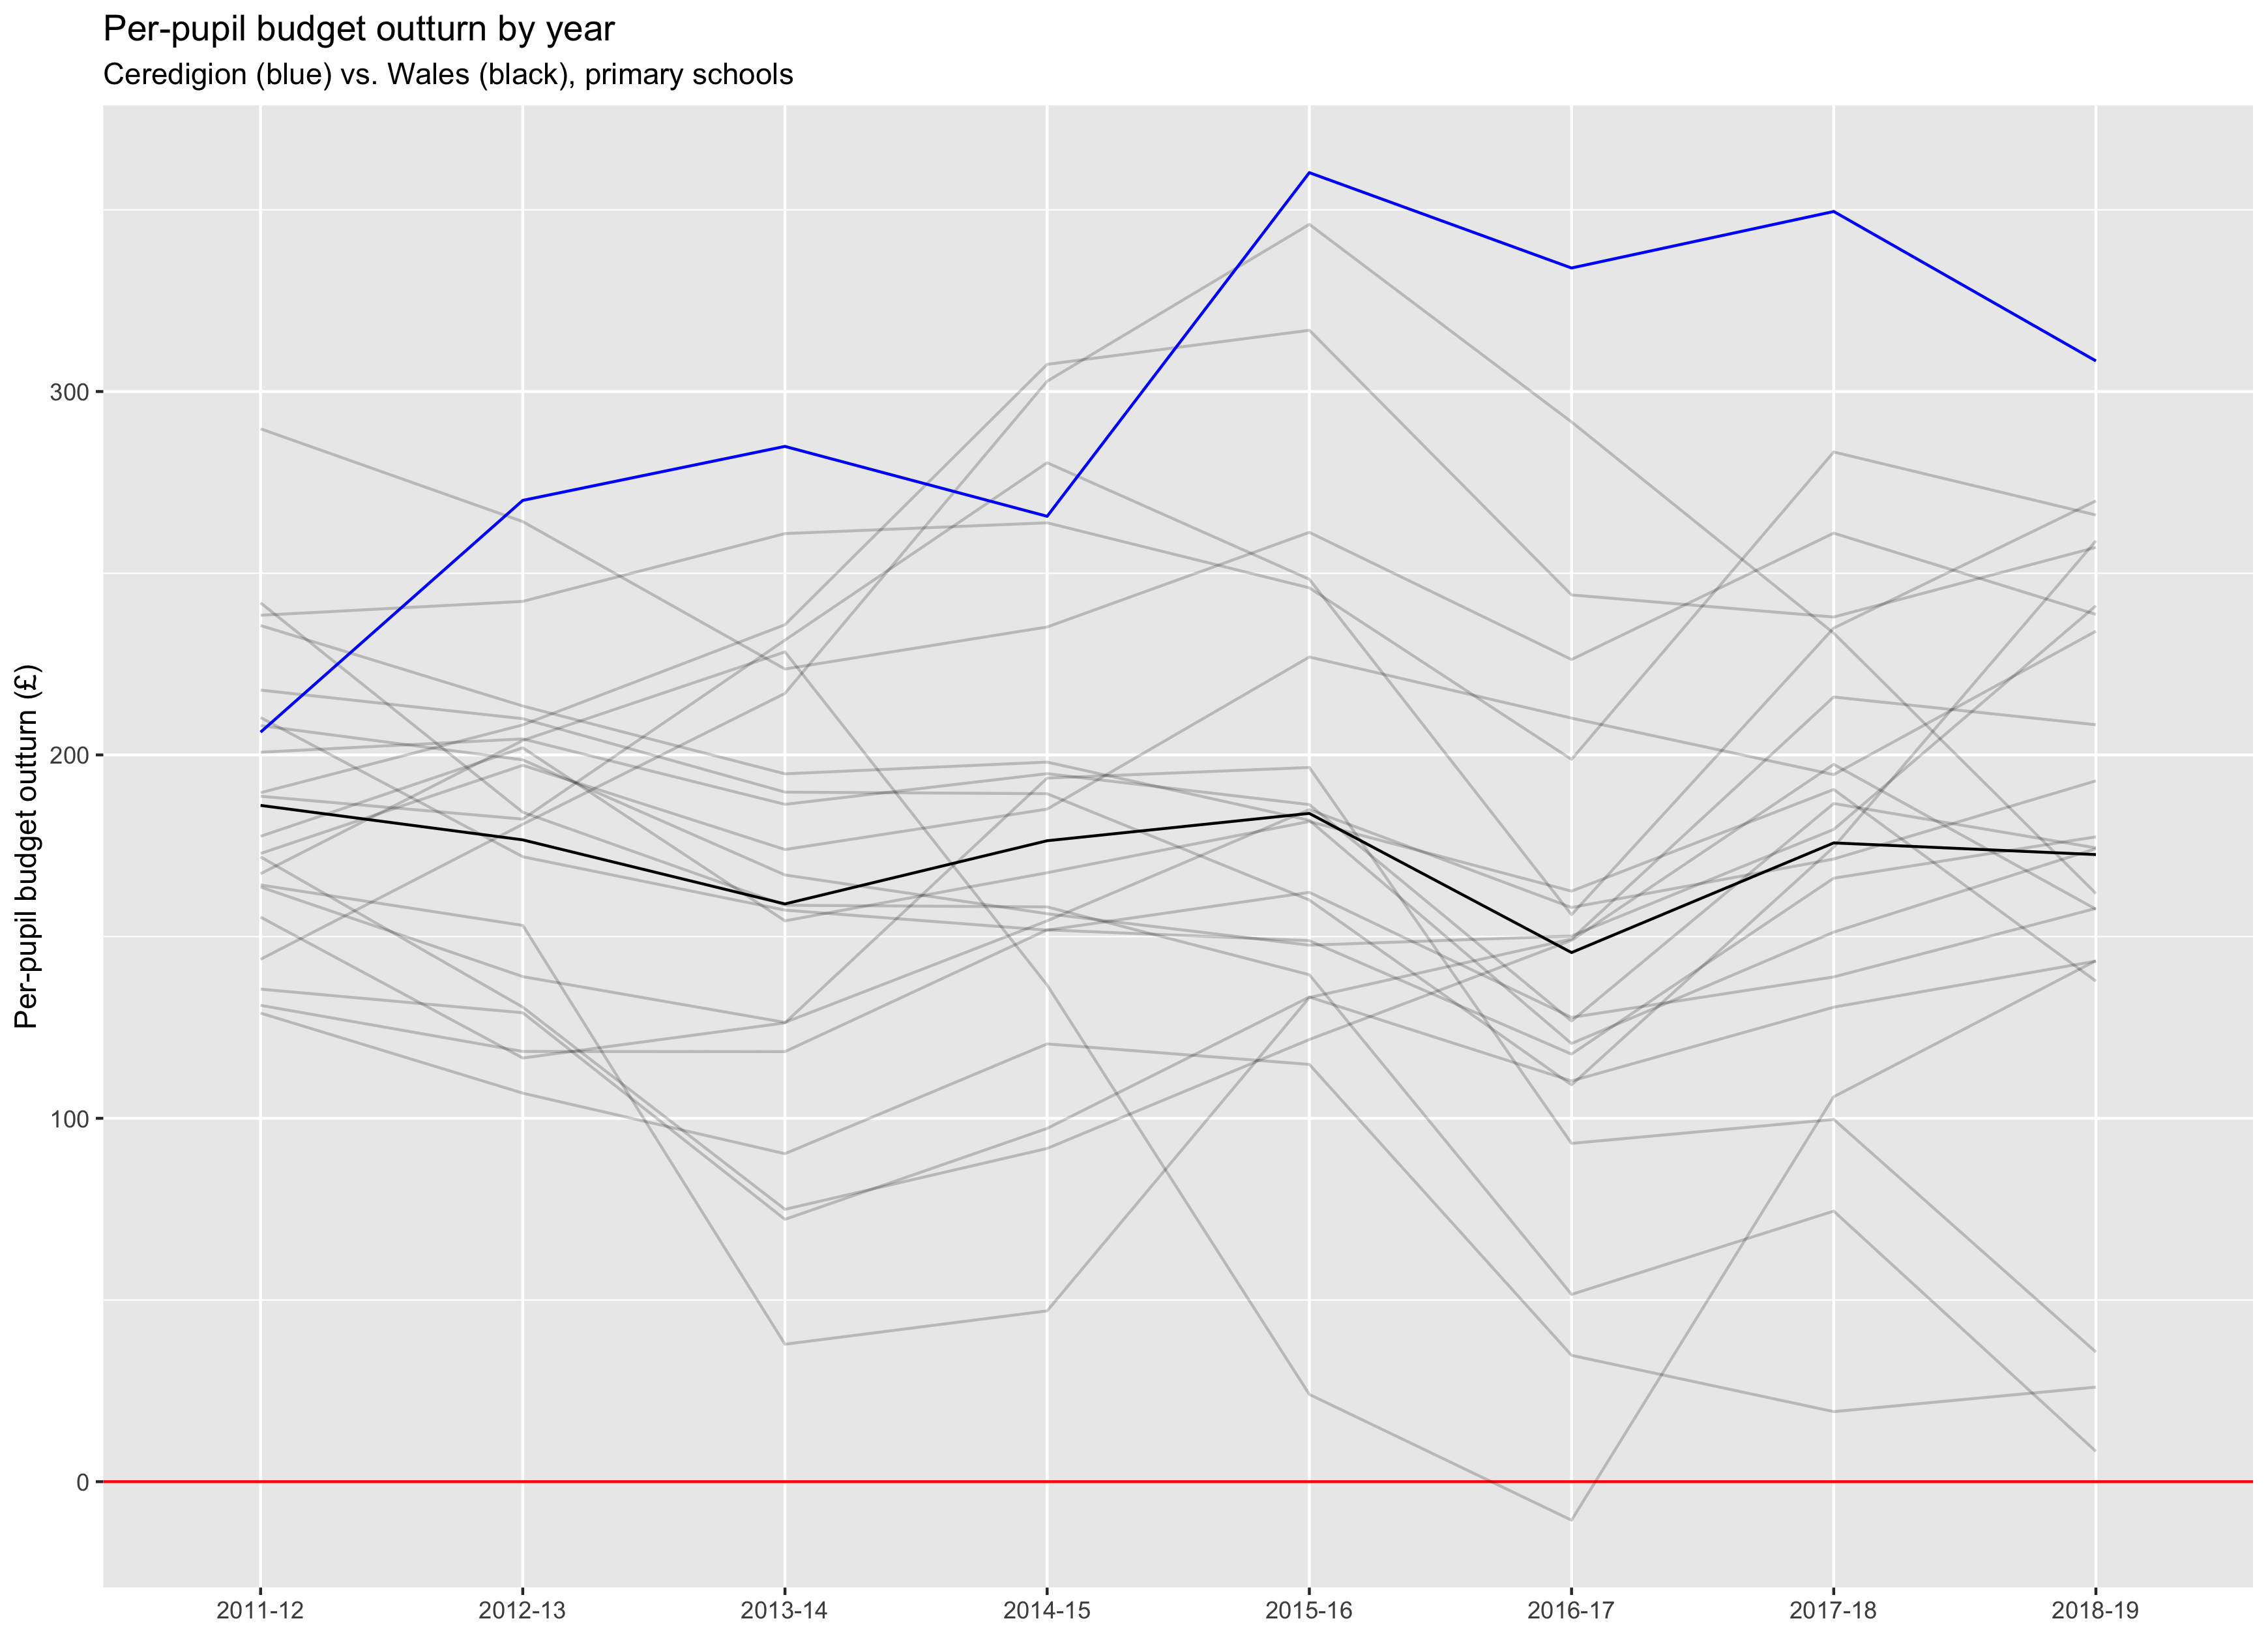 Per-pupil budget outturn by year
Ceredigion (blue) vs. Wales (black), primary schools
Per-pupil budget outturn (£)
300
200
100
0
2011-12 2012-13 2013-14 2014-15 2015-16 2016-17 2017-18 2018-19